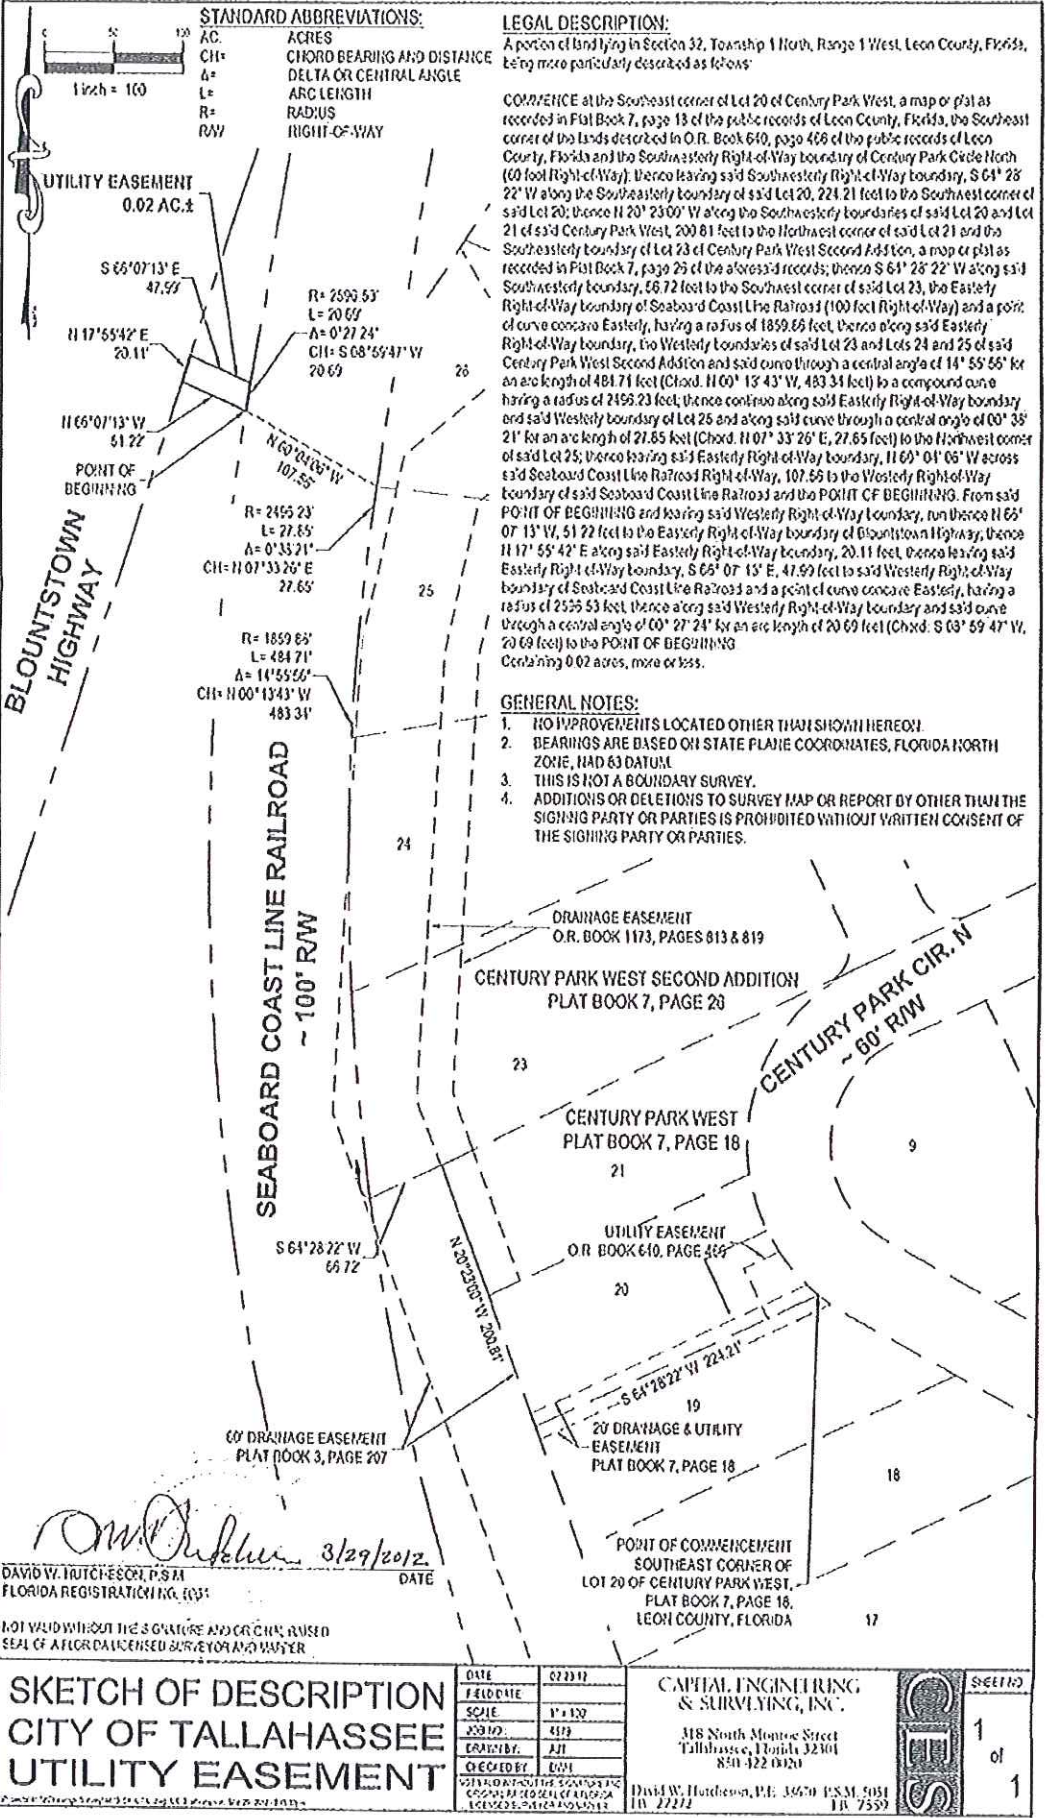 0 50 100
1 inch = 100
STANDARD ABBREVIATIONS:
AC. ACRES
CH= CHORD BEARING AND DISTANCE
Δ= DELTA OR CENTRAL ANGLE
L= ARC LENGTH
R= RADIUS
R/W RIGHT-OF-WAY
LEGAL DESCRIPTION:
A portion of land lying in Section 32, Township 1 North, Range 1 West, Leon County, Florida,
being more particularly described as follows:
COMMENCE at the Southeast corner of Lot 20 of Century Park West, a map or plat as
recorded in Plat Book 7, page 18 of the public records of Leon County, Florida, the Southeast
corner of the lands described in O.R. Book 640, page 466 of the public records of Leon
County, Florida and the Southwesterly Right-of-Way boundary of Century Park Circle North
(60 foot Right-of-Way); thence leaving said Southwesterly Right-of-Way boundary, S 64° 28'
22" W along the Southeasterly boundary of said Lot 20, 224.21 feet to the Southwest corner of
said Lot 20; thence N 20° 23'00" W along the Southwesterly boundaries of said Lot 20 and Lot
21 of said Century Park West, 200.81 feet to the Northwest corner of said Lot 21 and the
Southeasterly boundary of Lot 23 of Century Park West Second Addition, a map or plat as
recorded in Plat Book 7, page 26 of the aforesaid records; thence S 64° 28' 22" W along said
Southwesterly boundary, 66.72 feet to the Southwest corner of said Lot 23, the Easterly
Right-of-Way boundary of Seaboard Coast Line Railroad (100 foot Right-of-Way) and a point
of curve concave Easterly, having a radius of 1859.86 feet, thence along said Easterly
Right-of-Way boundary, the Westerly boundaries of said Lot 23 and Lots 24 and 25 of said
Century Park West Second Addition and said curve through a central angle of 14° 55' 56" for
an arc length of 484.71 feet (Chord: N 00° 13' 43" W, 483.34 feet) to a compound curve
having a radius of 2496.23 feet; thence continue along said Easterly Right-of-Way boundary
and said Westerly boundary of Lot 25 and along said curve through a central angle of 00° 38'
21" for an arc length of 27.85 feet (Chord: N 07° 33' 26" E, 27.85 feet) to the Northwest corner
of said Lot 25; thence leaving said Easterly Right-of-Way boundary, N 60° 04' 06" W across
said Seaboard Coast Line Railroad Right-of-Way, 107.56 to the Westerly Right-of-Way
boundary of said Seaboard Coast Line Railroad and the POINT OF BEGINNING. From said
POINT OF BEGINNING and leaving said Westerly Right-of-Way boundary, run thence N 66°
07' 13" W, 51.22 feet to the Easterly Right-of-Way boundary of Blountstown Highway; thence
N 17° 55' 42" E along said Easterly Right-of-Way boundary, 20.11 feet, thence leaving said
Easterly Right-of-Way boundary, S 66° 07' 13" E, 47.99 feet to said Westerly Right-of-Way
boundary of Seaboard Coast Line Railroad and a point of curve concave Easterly, having a
radius of 2596.53 feet, thence along said Westerly Right-of-Way boundary and said curve
through a central angle of 00° 27' 24" for an arc length of 20.69 feet (Chord: S 08° 59' 47" W,
20.69 feet) to the POINT OF BEGINNING
Containing 0.02 acres, more or less.
GENERAL NOTES:
1. NO IMPROVEMENTS LOCATED OTHER THAN SHOWN HEREON.
2. BEARINGS ARE BASED ON STATE PLANE COORDINATES, FLORIDA NORTH
ZONE, NAD 83 DATUM.
3. THIS IS NOT A BOUNDARY SURVEY.
4. ADDITIONS OR DELETIONS TO SURVEY MAP OR REPORT BY OTHER THAN THE
SIGNING PARTY OR PARTIES IS PROHIBITED WITHOUT WRITTEN CONSENT OF
THE SIGNING PARTY OR PARTIES.
UTILITY EASEMENT
0.02 AC.±
S 66°07'13" E
47.99'
N 17°55'42" E
20.11'
R= 2596.53'
L= 20.69'
Δ= 0°27'24"
CH= S 08°59'47" W
20.69
N 66°07'13" W
51.22'
POINT OF
BEGINNING
N 60°04'06" W
107.56'
26
R= 2496.23'
L= 27.85'
Δ= 0°38'21"
CH= N 07°33'26" E
27.85'
BLOUNTSTOWN
HIGHWAY
25
R= 1859.86'
L= 484.71'
Δ= 14°55'56"
CH= N 00°13'43" W
483.34'
24
SEABOARD COAST LINE RAILROAD
~ 100' R/W
DRAINAGE EASEMENT
O.R. BOOK 1173, PAGES 813 & 819
CENTURY PARK WEST SECOND ADDITION
PLAT BOOK 7, PAGE 26
CENTURY PARK CIR. N
~ 60' R/W
23
CENTURY PARK WEST
PLAT BOOK 7, PAGE 18
21
9
UTILITY EASEMENT
O.R. BOOK 640, PAGE 466
S 64°28'22" W
66.72'
N 20°23'00" W 200.81'
20
S 64°28'22" W 224.21'
19
20' DRAINAGE & UTILITY
EASEMENT
PLAT BOOK 7, PAGE 18
60' DRAINAGE EASEMENT
PLAT BOOK 3, PAGE 207
18
POINT OF COMMENCEMENT
SOUTHEAST CORNER OF
LOT 20 OF CENTURY PARK WEST,
PLAT BOOK 7, PAGE 18,
LEON COUNTY, FLORIDA
17
3/29/2012
DAVID W. HUTCHESON, P.S.M. DATE
FLORIDA REGISTRATION NO. 5051
NOT VALID WITHOUT THE SIGNATURE AND ORIGINAL RAISED
SEAL OF A FLORIDA LICENSED SURVEYOR AND MAPPER
SKETCH OF DESCRIPTION
CITY OF TALLAHASSEE
UTILITY EASEMENT
DATE
FIELD DATE
SCALE 1" = 100'
JOB NO.
DRAWN BY: AJT
CHECKED BY: DWH
CAPITAL ENGINEERING
& SURVEYING, INC.
318 North Monroe Street
Tallahassee, Florida 32301
850-422-0020
David W. Hutcheson, P.E. P.S.M. 5051
CES
SHEET NO.
1
of
1